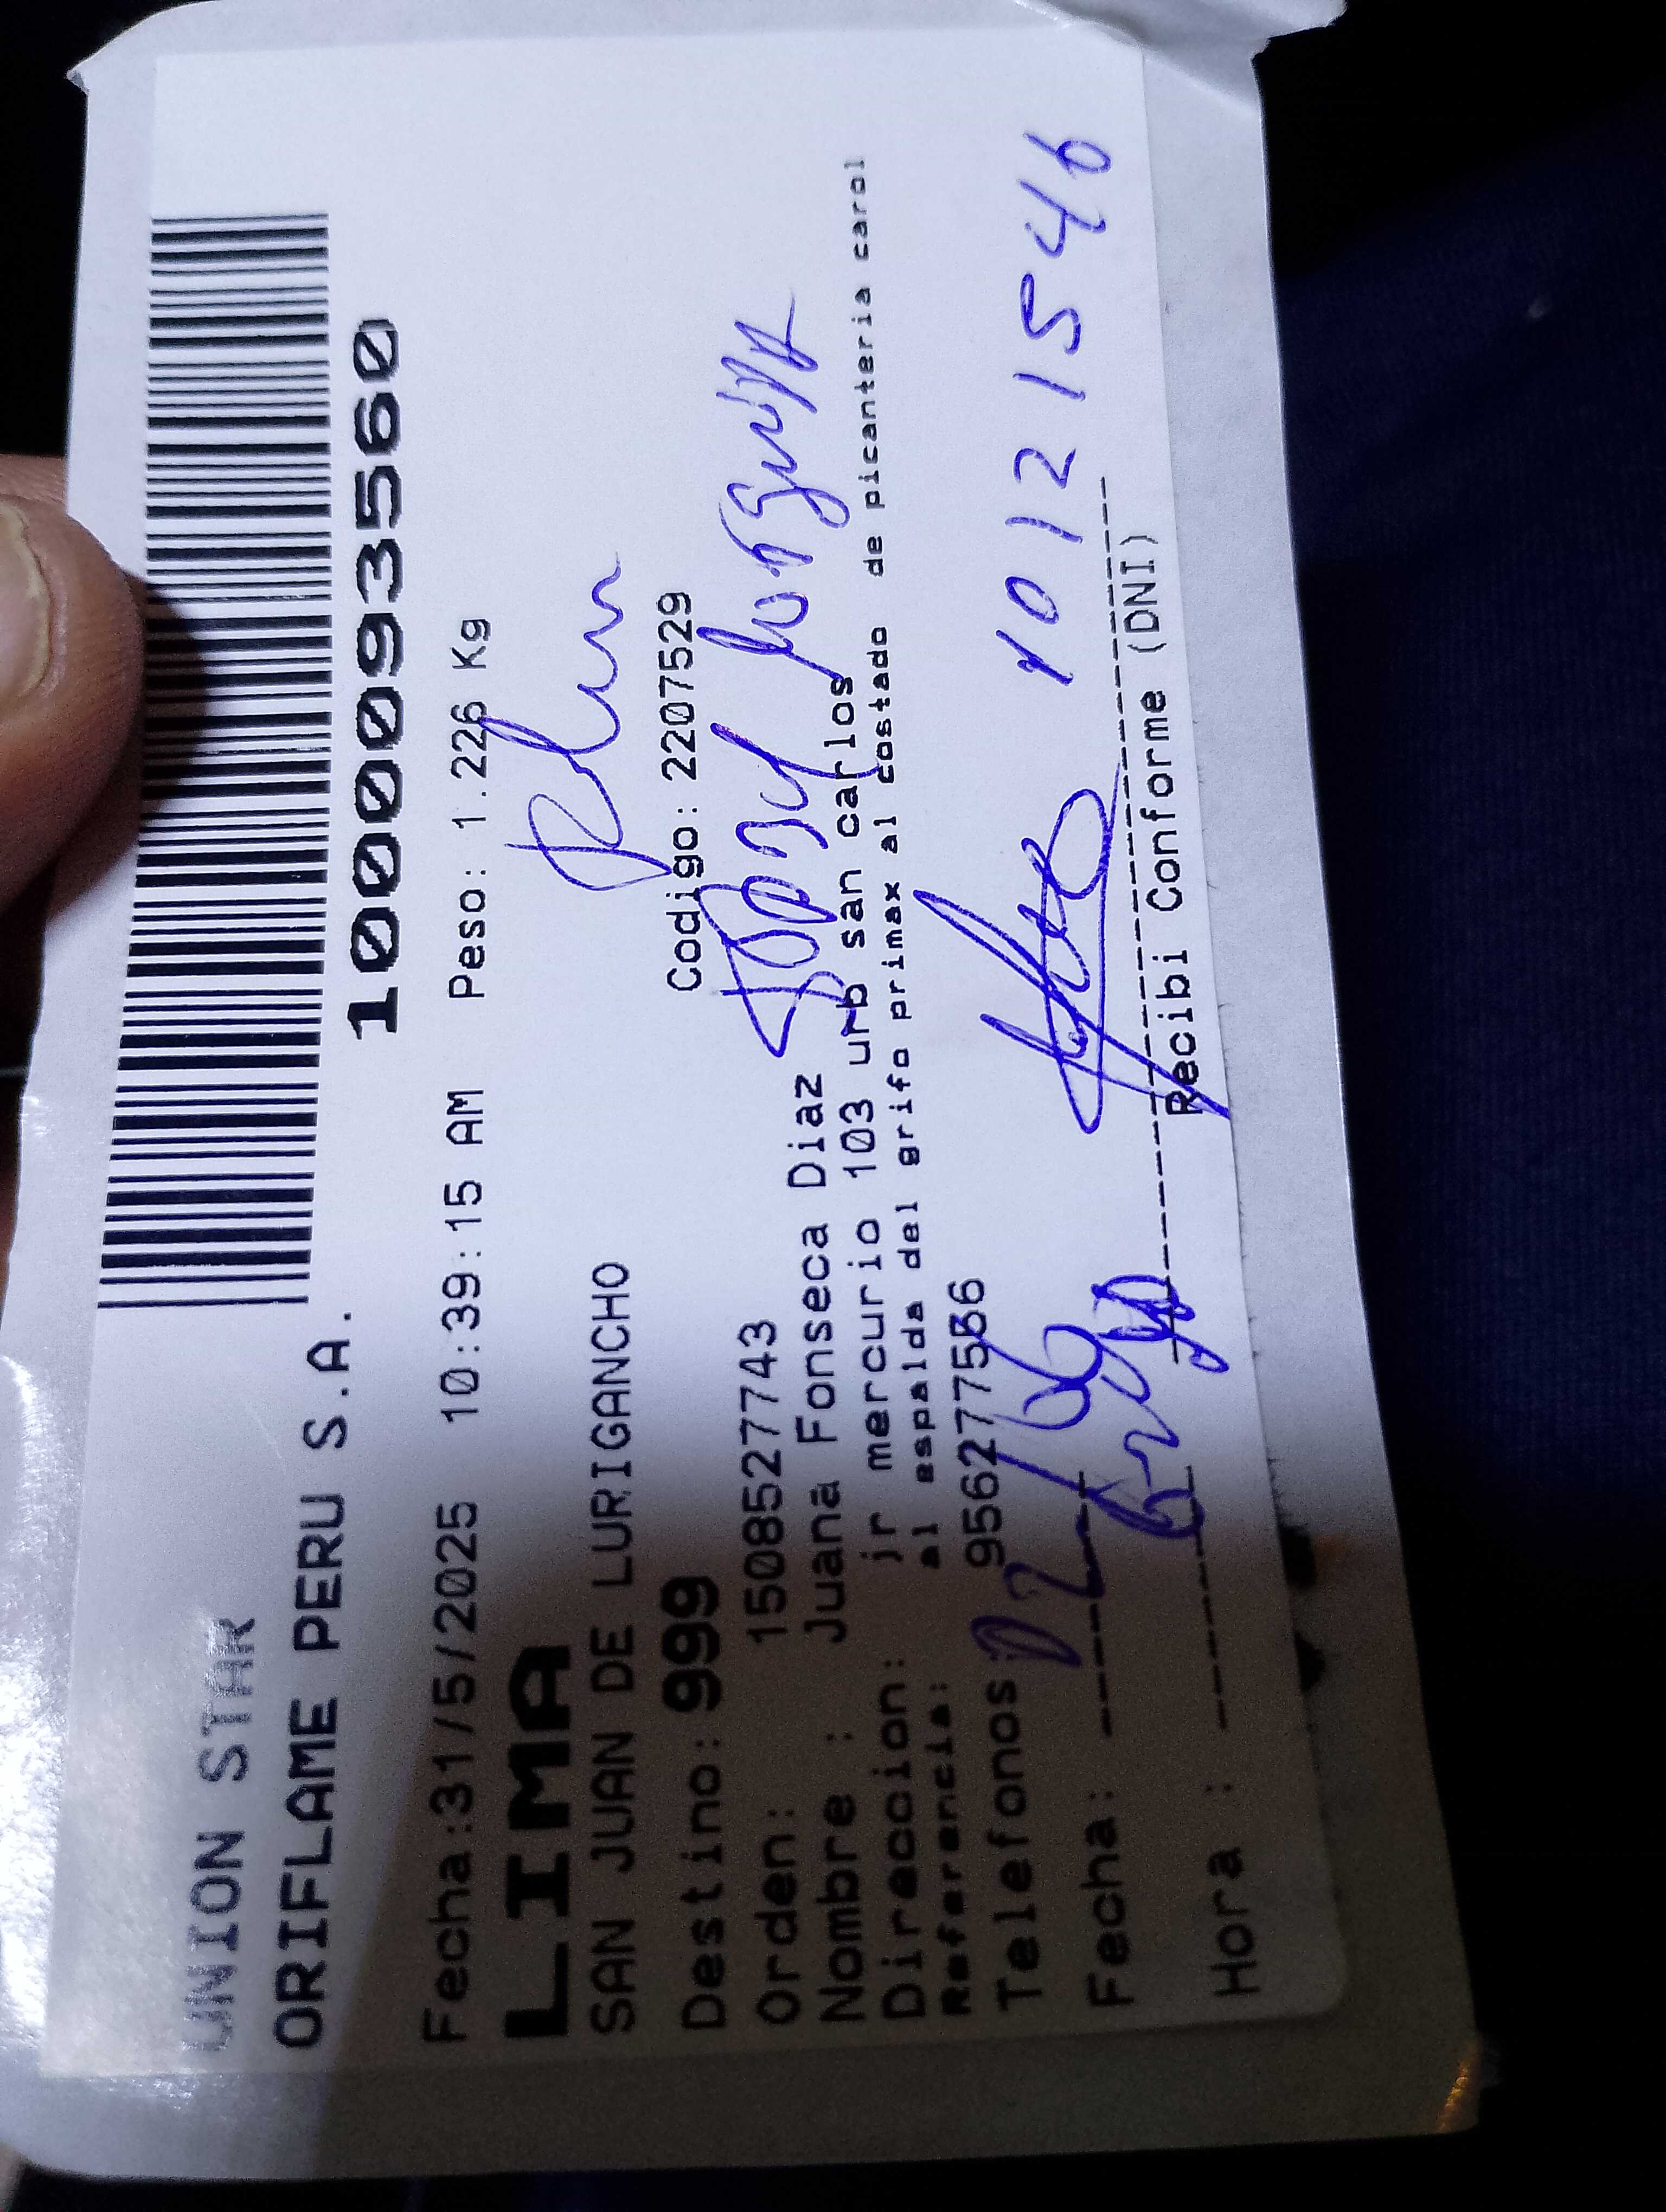 UNION STAR
ORIFLAME PERU S.A.
1000093560
Fecha:31/5/2025 10:39:15 AM Peso: 1.226 Kg
LIMA
SAN JUAN DE LURIGANCHO
Destino: 999 Codigo: 2207529
Orden: 1508527743
Nombre : Juana Fonseca Diaz
Direccion: jr mercurio 103 urb san carlos
Referencia: al espalda del grifo primax al costado de picanteria carol
Telefonos: 956277556
10121546
Fecha:
Recibi Conforme (DNI)
Hora :